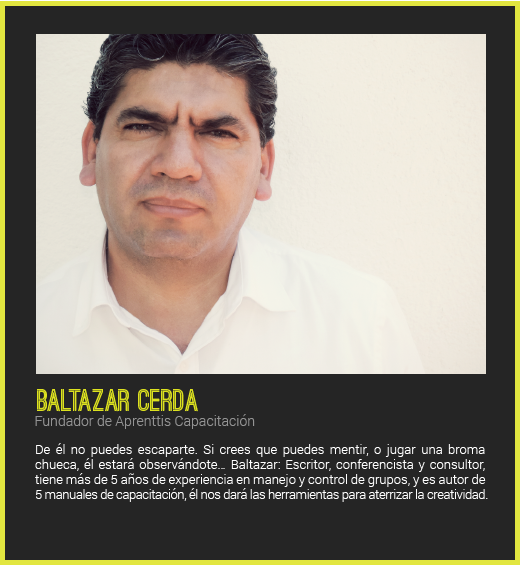 BALTAZAR CERDA
Fundador de Aprenttis Capacitación
De él no puedes escaparte. Si crees que puedes mentir, o jugar una broma
chueca, él estará observándote... Baltazar: Escritor, conferencista y consultor,
tiene más de 5 años de experiencia en manejo y control de grupos, y es autor de
5 manuales de capacitación, él nos dará las herramientas para aterrizar la creatividad.